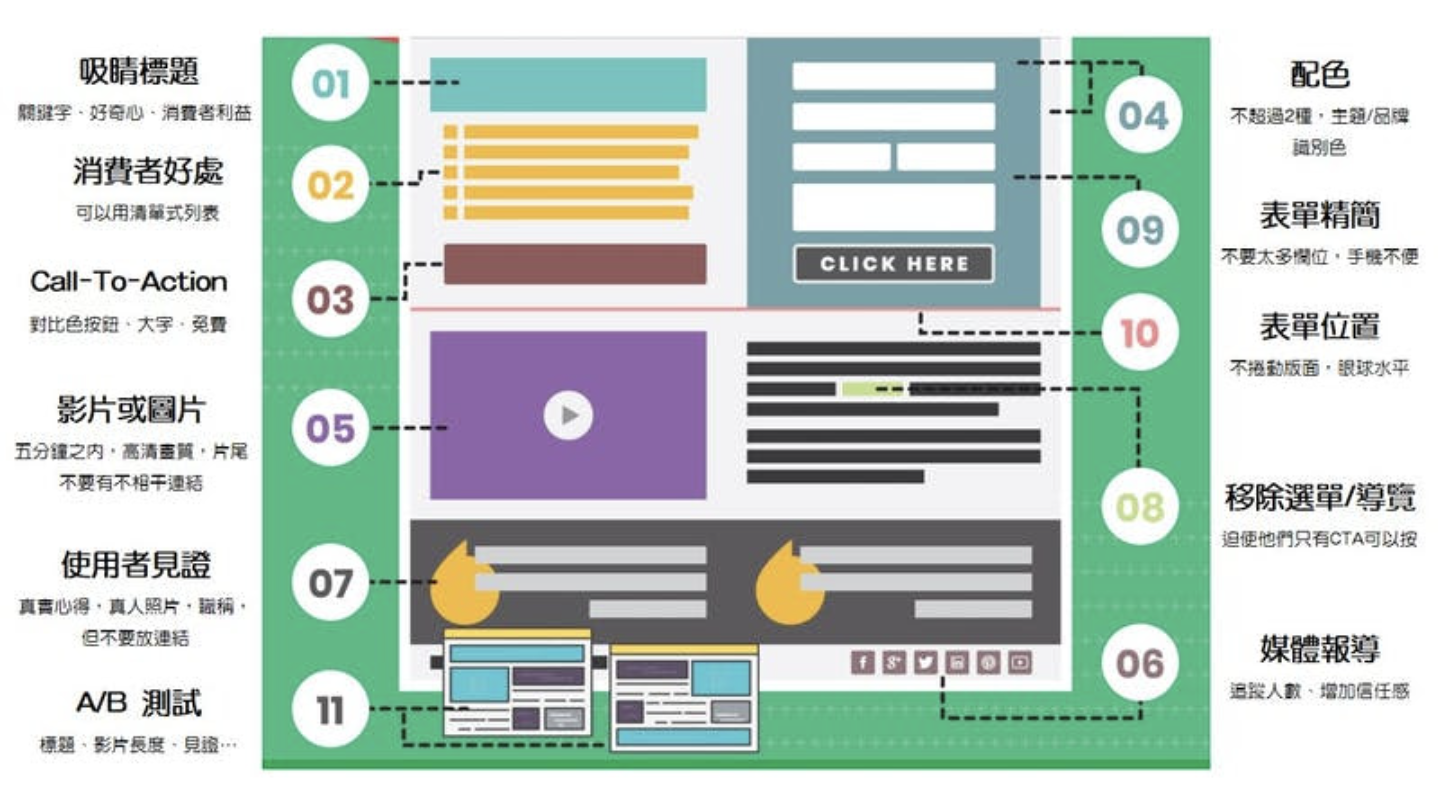 吸睛標題
01
關鍵字、好奇心、消費者利益
消費者好處
02
可以用清單式列表
Call-To-Action
03
對比色按鈕、大字、免費
影片或圖片
05
五分鐘之內，高清畫質，片尾
不要有不相干連結
使用者見證
07
真實心得，真人照片，職稱，
但不要放連結
A/B 測試
11
標題、影片長度、見證…
CLICK HERE
配色
04
不超過2種，主題/品牌
識別色
表單精簡
09
不要太多欄位，手機不便
表單位置
10
不捲動版面，眼球水平
移除選單/導覽
08
迫使他們只有CTA可以按
媒體報導
06
追蹤人數、增加信任感